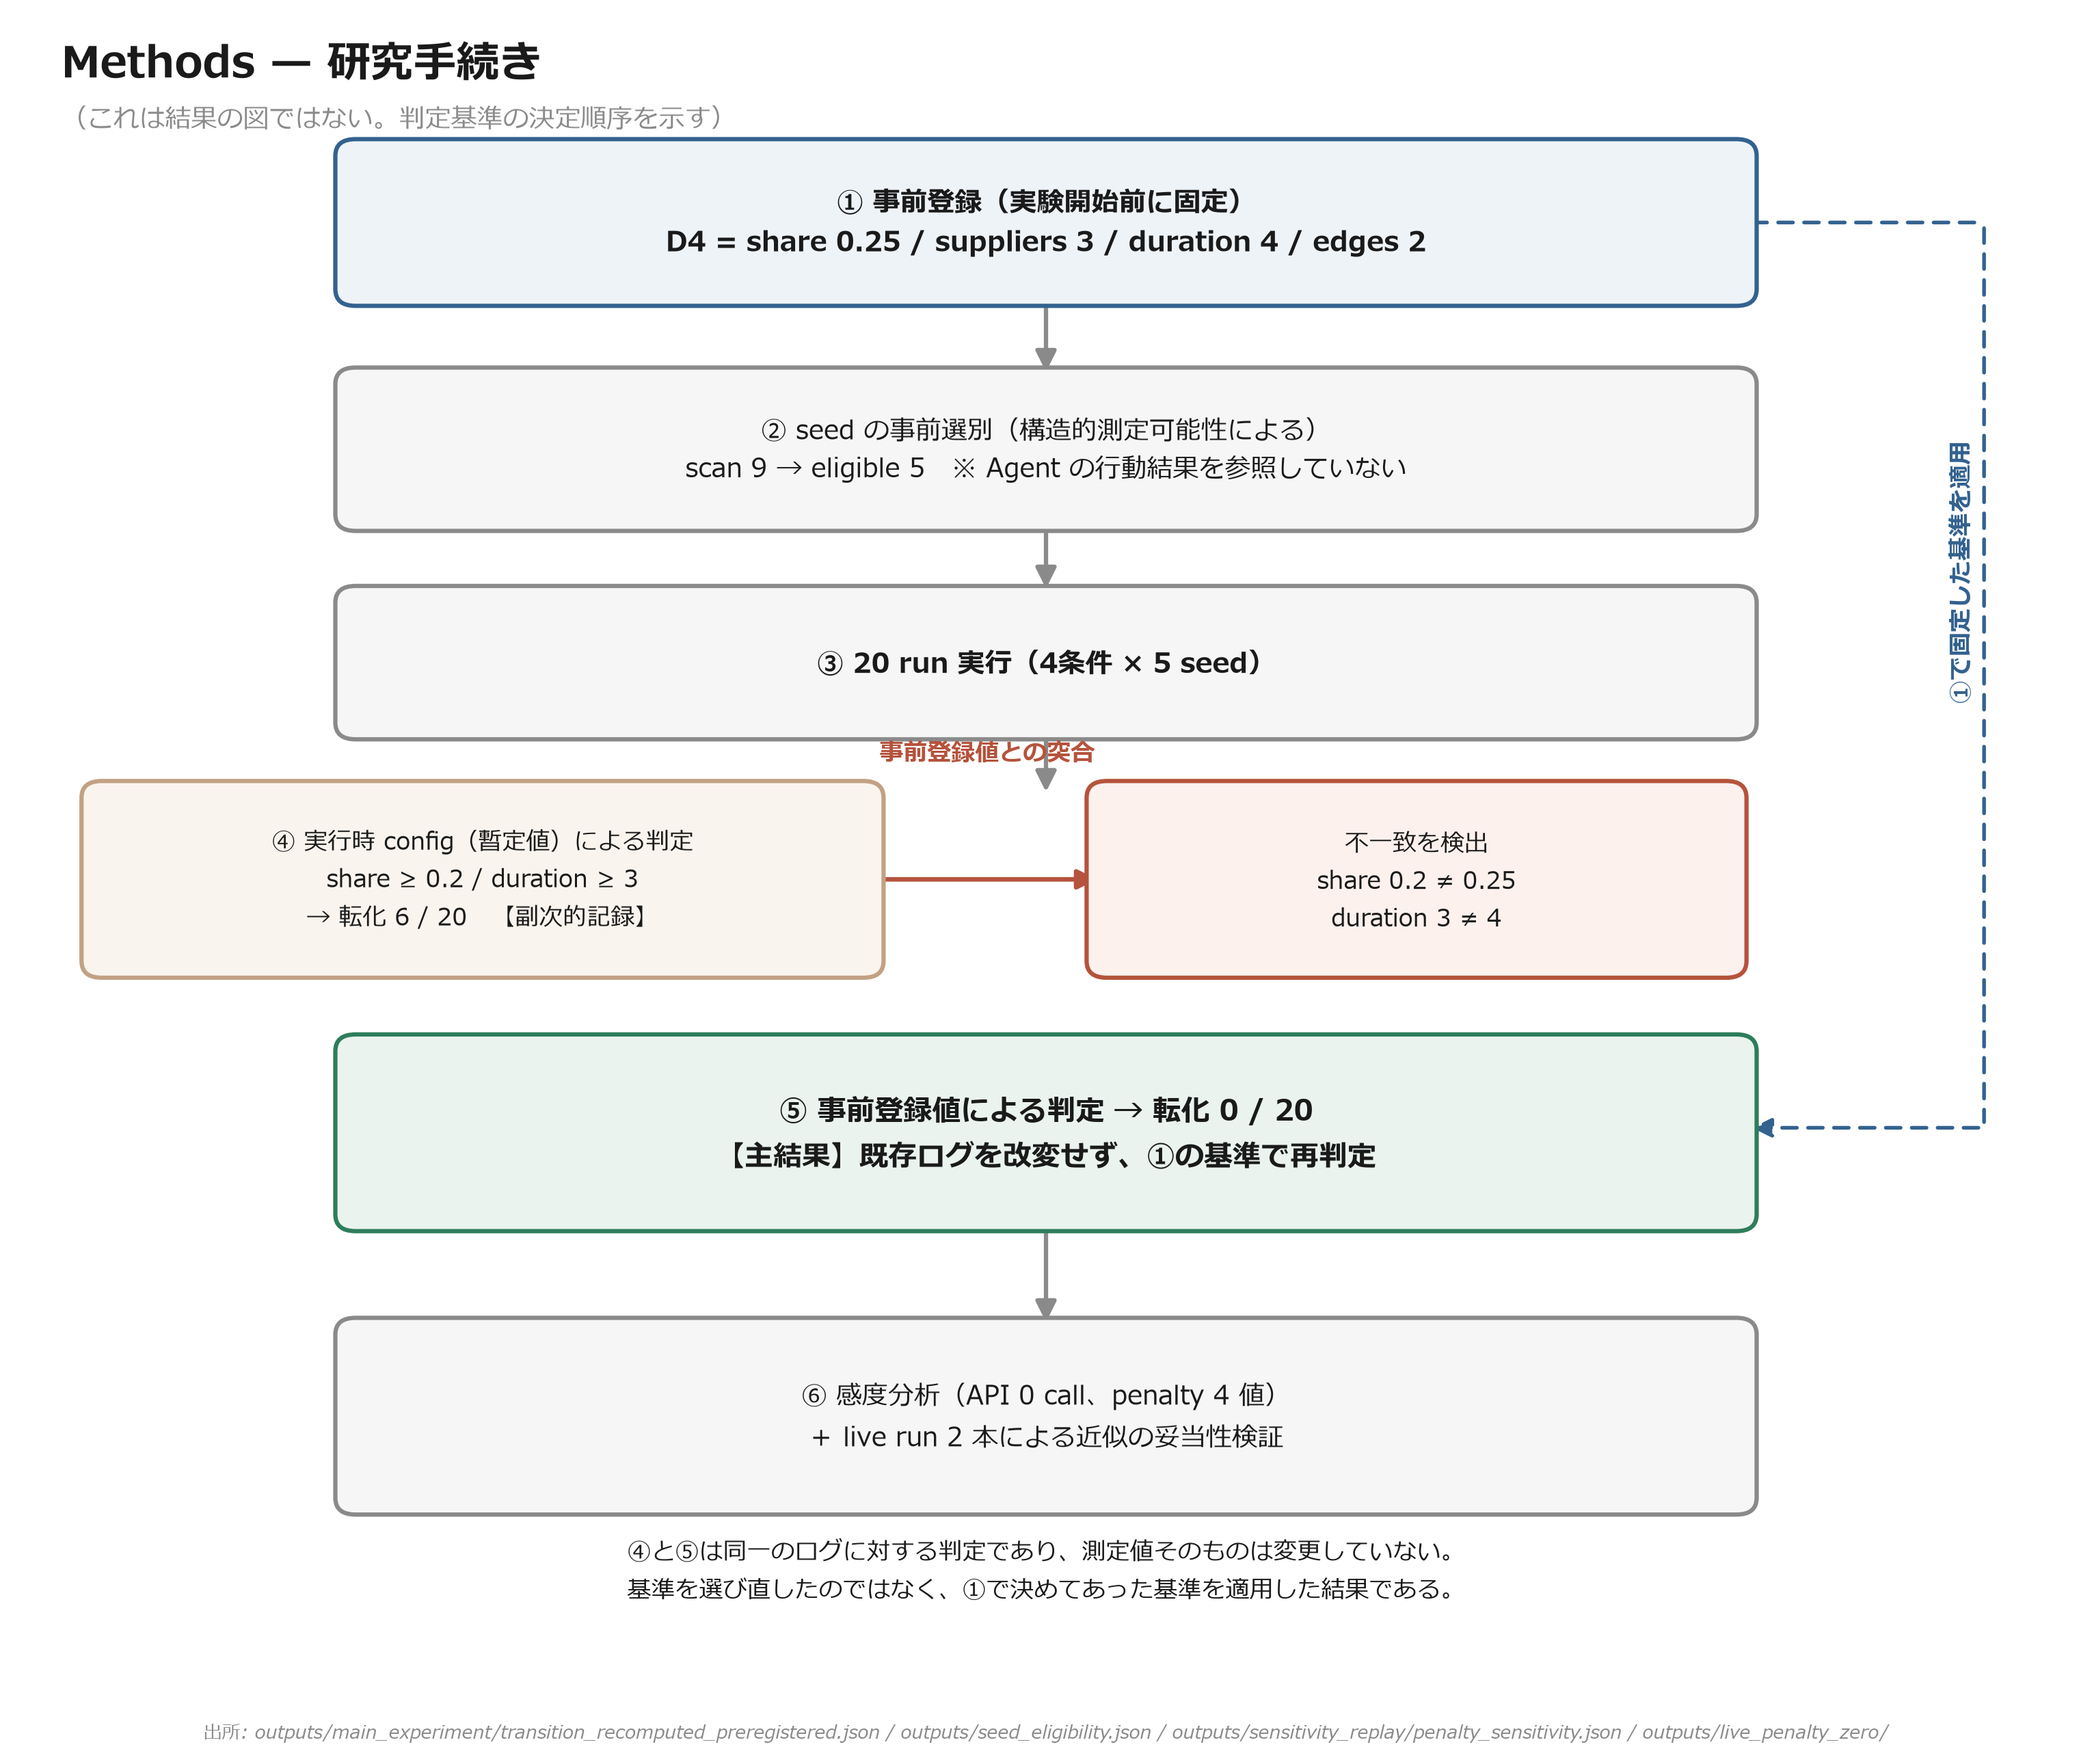 Methods — 研究手続き
（これは結果の図ではない。判定基準の決定順序を示す）
① 事前登録（実験開始前に固定）
D4 = share 0.25 / suppliers 3 / duration 4 / edges 2
② seed の事前選別（構造的測定可能性による）
scan 9 → eligible 5　※ Agent の行動結果を参照していない
①で固定した基準を適用
③ 20 run 実行（4条件 × 5 seed）
事前登録値との突合
④ 実行時 config（暫定値）による判定
share ≥ 0.2 / duration ≥ 3
→ 転化 6 / 20　【副次的記録】
不一致を検出
share 0.2 ≠ 0.25
duration 3 ≠ 4
⑤ 事前登録値による判定 → 転化 0 / 20
【主結果】既存ログを改変せず、①の基準で再判定
⑥ 感度分析（API 0 call、penalty 4 値）
+ live run 2 本による近似の妥当性検証
④と⑤は同一のログに対する判定であり、測定値そのものは変更していない。
基準を選び直したのではなく、①で決めてあった基準を適用した結果である。
出所: outputs/main_experiment/transition_recomputed_preregistered.json / outputs/seed_eligibility.json / outputs/sensitivity_replay/penalty_sensitivity.json / outputs/live_penalty_zero/